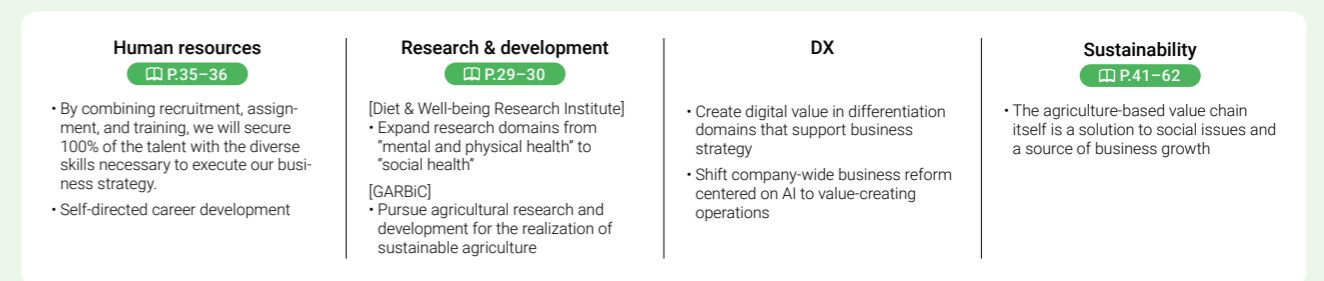 Human resources
P.35–36
• By combining recruitment, assign-
ment, and training, we will secure
100% of the talent with the diverse
skills necessary to execute our busi-
ness strategy.
• Self-directed career development
Research & development
P.29–30
[Diet & Well-being Research Institute]
• Expand research domains from
"mental and physical health" to
"social health"
[GARBiC]
• Pursue agricultural research and
development for the realization of
sustainable agriculture
DX
• Create digital value in differentiation
domains that support business
strategy
• Shift company-wide business reform
centered on AI to value-creating
operations
Sustainability
P.41–62
• The agriculture-based value chain
itself is a solution to social issues and
a source of business growth